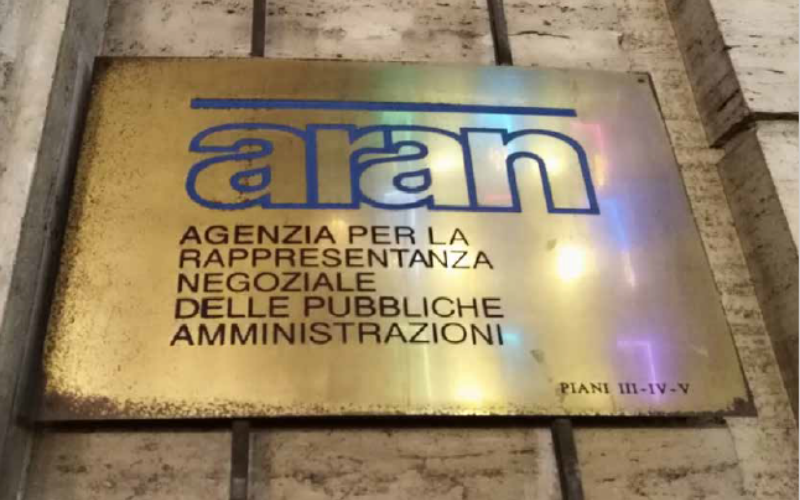 aran
AGENZIA PER LA
RAPPRESENTANZA
NEGOZIALE
DELLE PUBBLICHE
AMMINISTRAZIONI
PIANI III-IV-V